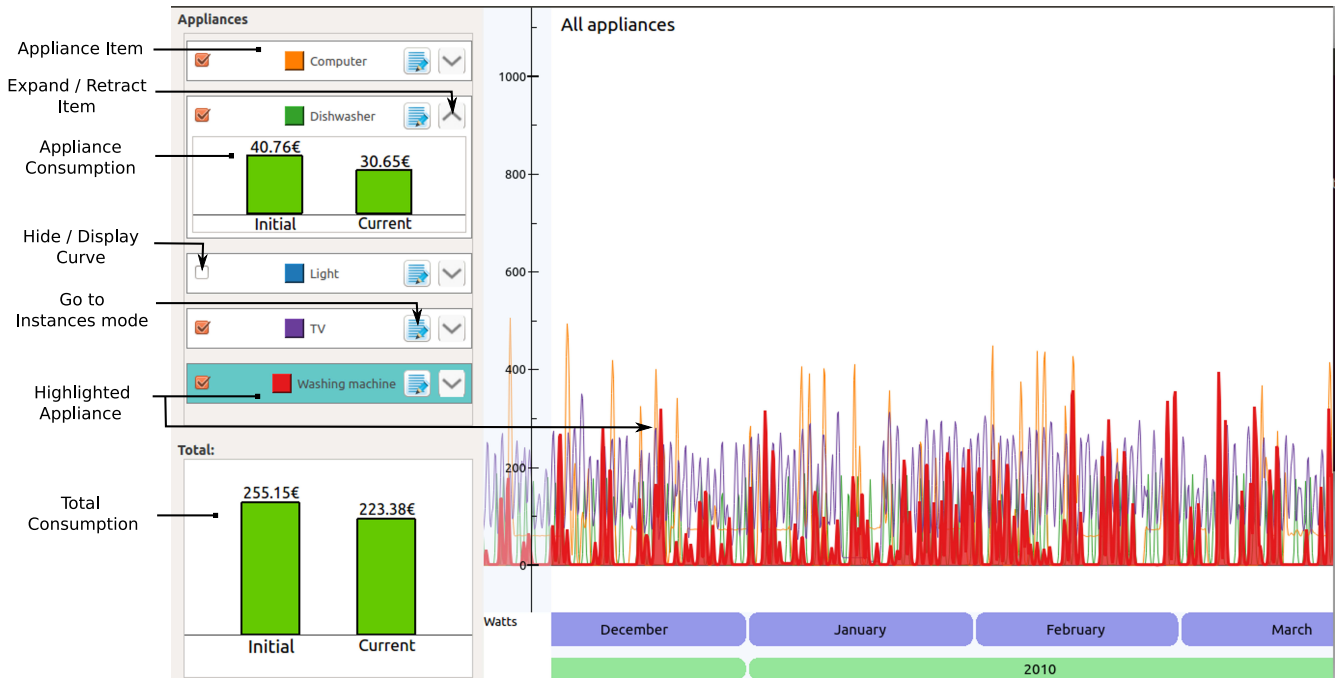 Appliances
All appliances
Appliance Item
Computer
Expand / Retract
Item
Dishwasher
Appliance
Consumption
40.76€
30.65€
Initial
Current
Hide / Display
Curve
Light
Go to
Instances mode
TV
Highlighted
Appliance
Washing machine
Total:
Total
Consumption
255.15€
223.38€
Initial
Current
1000
800
600
400
200
0
Watts
December
January
February
March
2010